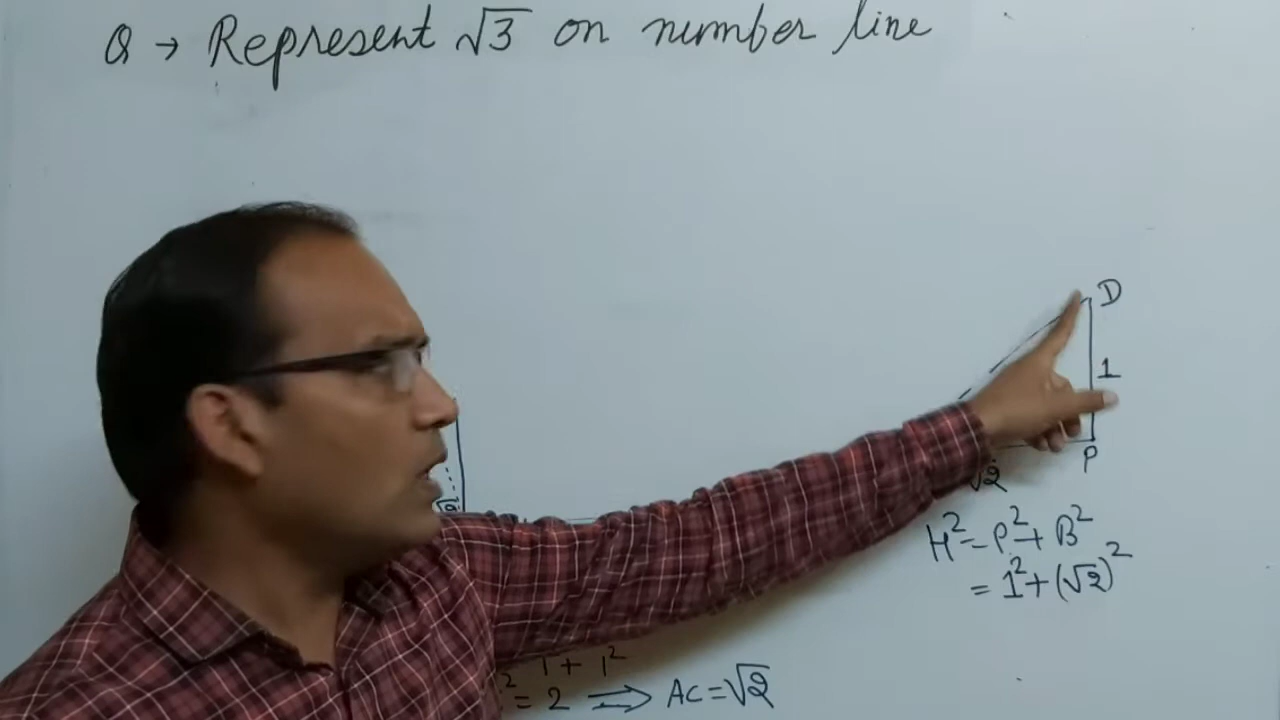 Q → Represent √3 on number line
D
1
P
√2
√2
H² = P² + B²
= 1² + (√2)²
1 + 1²
² = 2 ⟹ AC = √2